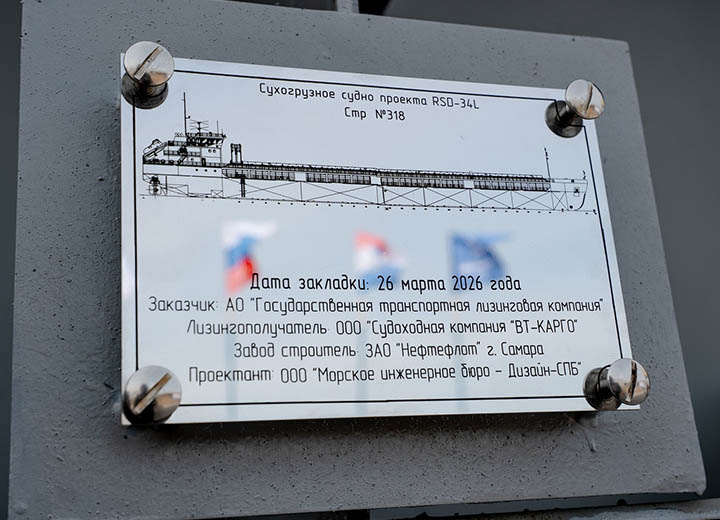 Сухогрузное судно проекта RSD-34L
Стр №318
Дата закладки: 26 марта 2026 года
Заказчик: АО "Государственная транспортная лизинговая компания"
Лизингополучатель: ООО "Судоходная компания "ВТ-КАРГО"
Завод строитель: ЗАО "Нефтефлот" г. Самара
Проектант: ООО "Морское инженерное бюро - Дизайн-СПБ"